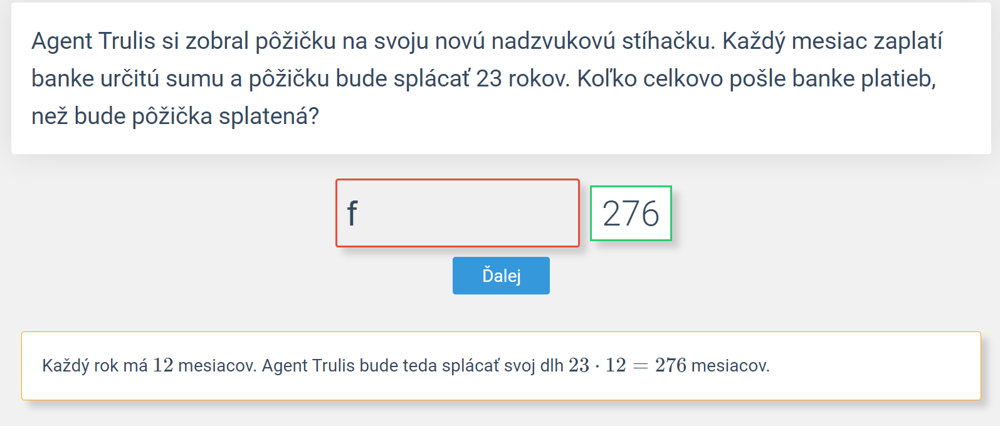 Agent Trulis si zobral pôžičku na svoju novú nadzvukovú stíhačku. Každý mesiac zaplatí
banke určitú sumu a pôžičku bude splácať 23 rokov. Koľko celkovo pošle banke platieb,
než bude pôžička splatená?
f 276
Ďalej
Každý rok má 12 mesiacov. Agent Trulis bude teda splácať svoj dlh 23 · 12 = 276 mesiacov.